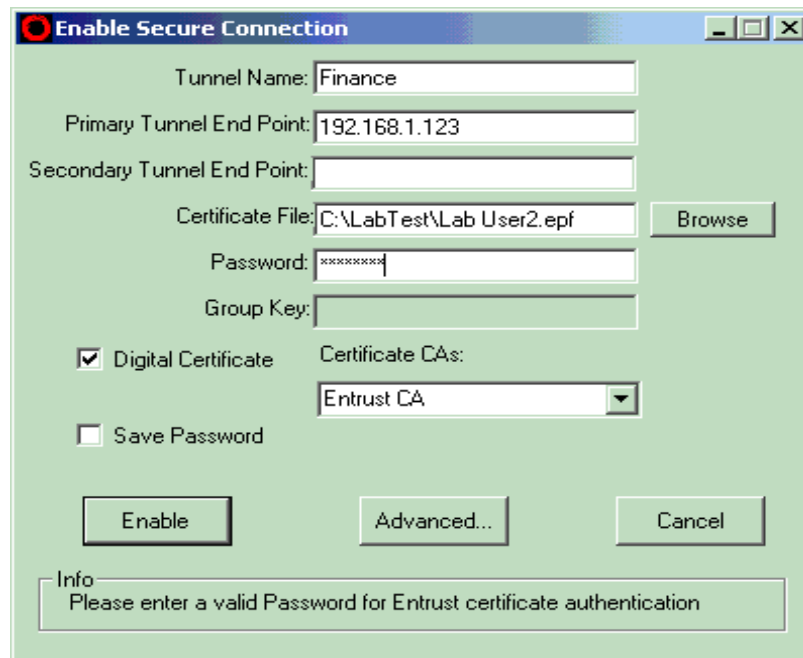 Enable Secure Connection
Tunnel Name: Finance
Primary Tunnel End Point: 192.168.1.123
Secondary Tunnel End Point:
Certificate File: C:\LabTest\Lab User2.epf Browse
Password: ********
Group Key:
Digital Certificate Certificate CAs:
Entrust CA
Save Password
Enable Advanced... Cancel
Info
Please enter a valid Password for Entrust certificate authentication